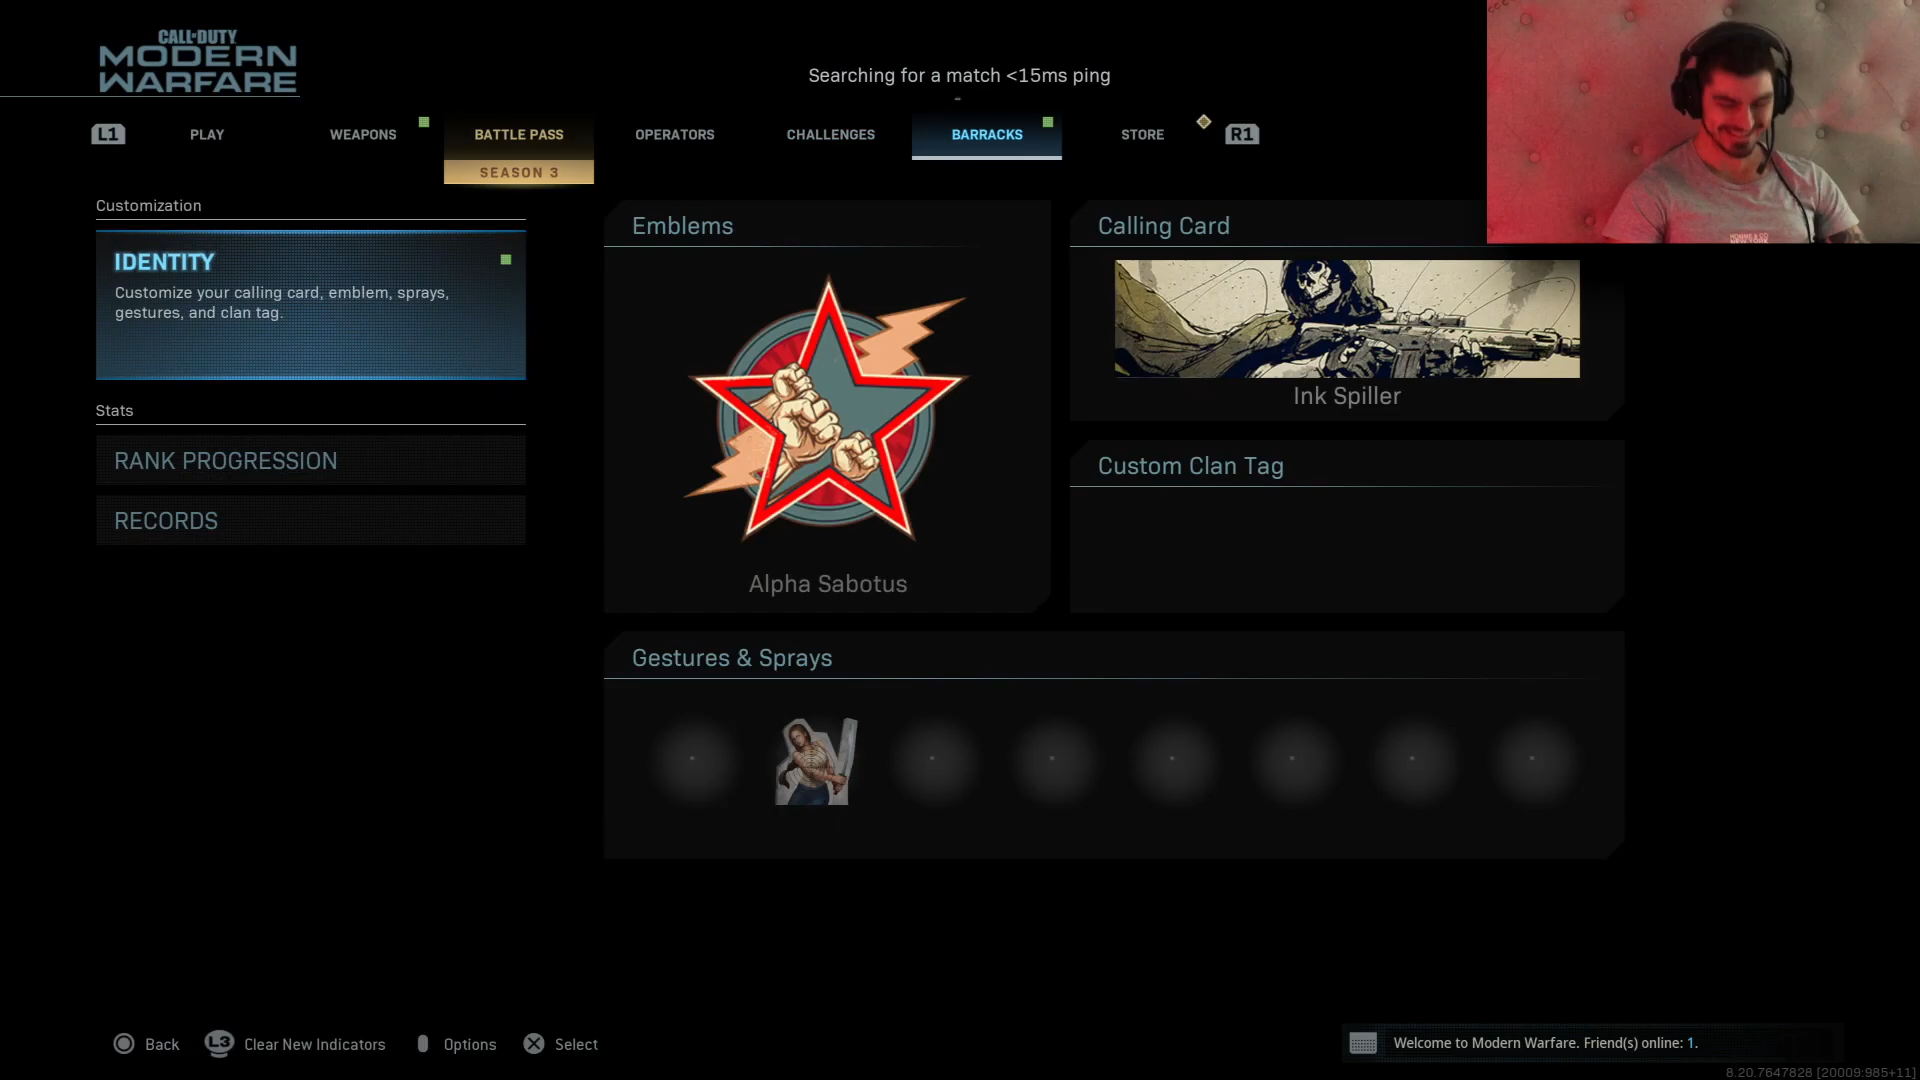 CALL OF DUTY
MODERN
WARFARE
Searching for a match <15ms ping
L1
PLAY
WEAPONS
BATTLE PASS
SEASON 3
OPERATORS
CHALLENGES
BARRACKS
STORE
R1
Customization
IDENTITY
Customize your calling card, emblem, sprays,
gestures, and clan tag.
Stats
RANK PROGRESSION
RECORDS
Emblems
Alpha Sabotus
Calling Card
Ink Spiller
Custom Clan Tag
Gestures & Sprays
Back
L3
Clear New Indicators
Options
Select
Welcome to Modern Warfare. Friend(s) online: 1.
8.20.7647828 [20009:985+11]